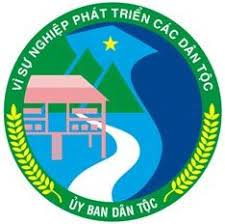 VÌ SỰ NGHIỆP PHÁT TRIỂN CÁC DÂN TỘC
ỦY BAN DÂN TỘC